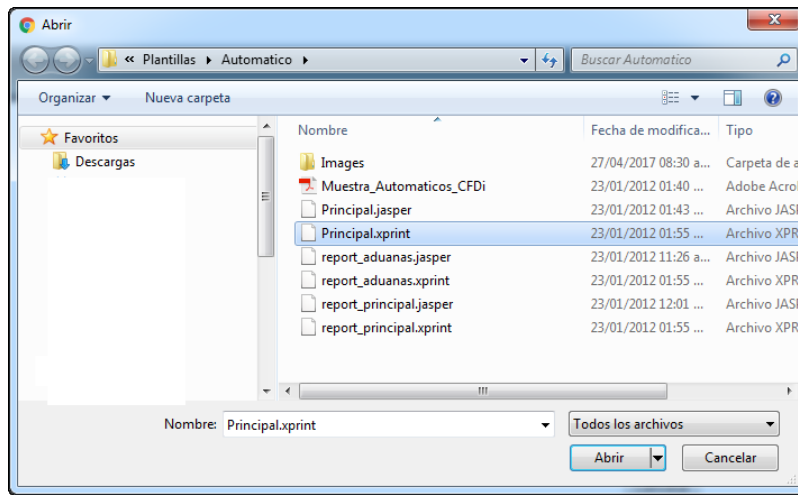 Abrir
« Plantillas Automatico
Buscar Automatico
Organizar Nueva carpeta
Favoritos
Descargas
Nombre Fecha de modifica... Tipo
Images 27/04/2017 08:30 a... Carpeta de a
Muestra_Automaticos_CFDi 23/01/2012 01:40 ... Adobe Acro
Principal.jasper 23/01/2012 01:43 ... Archivo JAS
Principal.xprint 23/01/2012 01:55 ... Archivo XPR
report_aduanas.jasper 23/01/2012 11:26 a... Archivo JAS
report_aduanas.xprint 23/01/2012 01:55 ... Archivo XPR
report_principal.jasper 23/01/2012 12:01 ... Archivo JAS
report_principal.xprint 23/01/2012 01:55 ... Archivo XPR
Nombre: Principal.xprint Todos los archivos
Abrir Cancelar